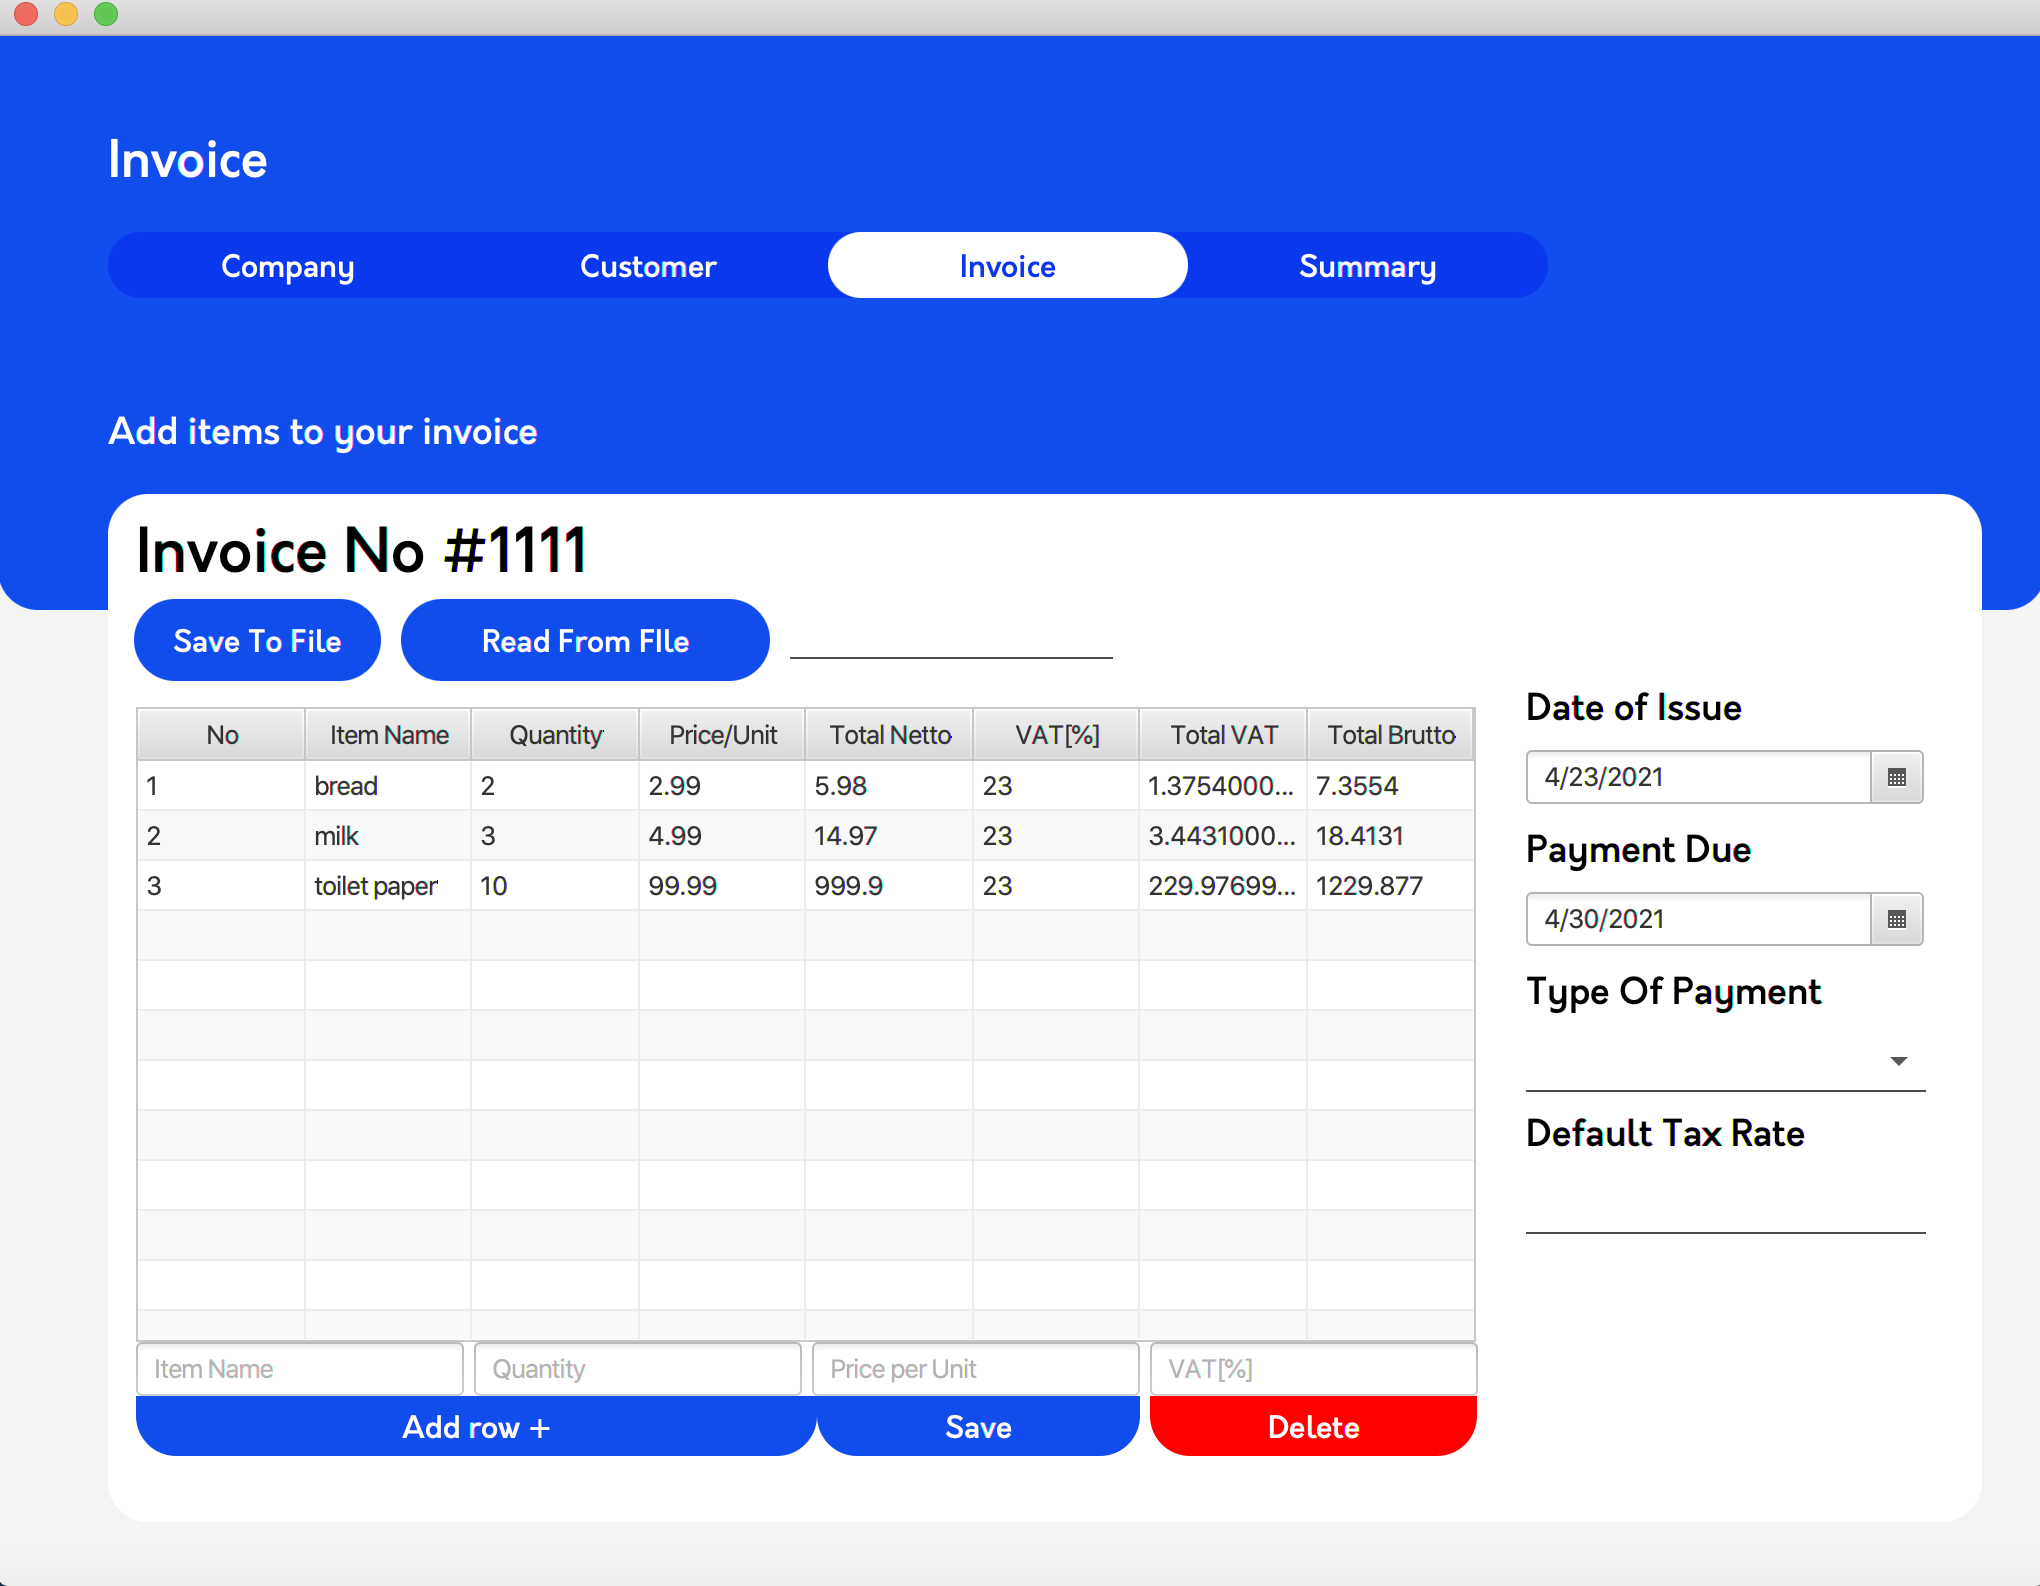 Invoice
Company Customer Invoice Summary
Add items to your invoice
Invoice No #1111
Save To File Read From FIle
No Item Name Quantity Price/Unit Total Netto VAT[%] Total VAT Total Brutto
1 bread 2 2.99 5.98 23 1.3754000... 7.3554
2 milk 3 4.99 14.97 23 3.4431000... 18.4131
3 toilet paper 10 99.99 999.9 23 229.97699... 1229.877
Item Name Quantity Price per Unit VAT[%]
Add row + Save Delete
Date of Issue
4/23/2021
Payment Due
4/30/2021
Type Of Payment
Default Tax Rate